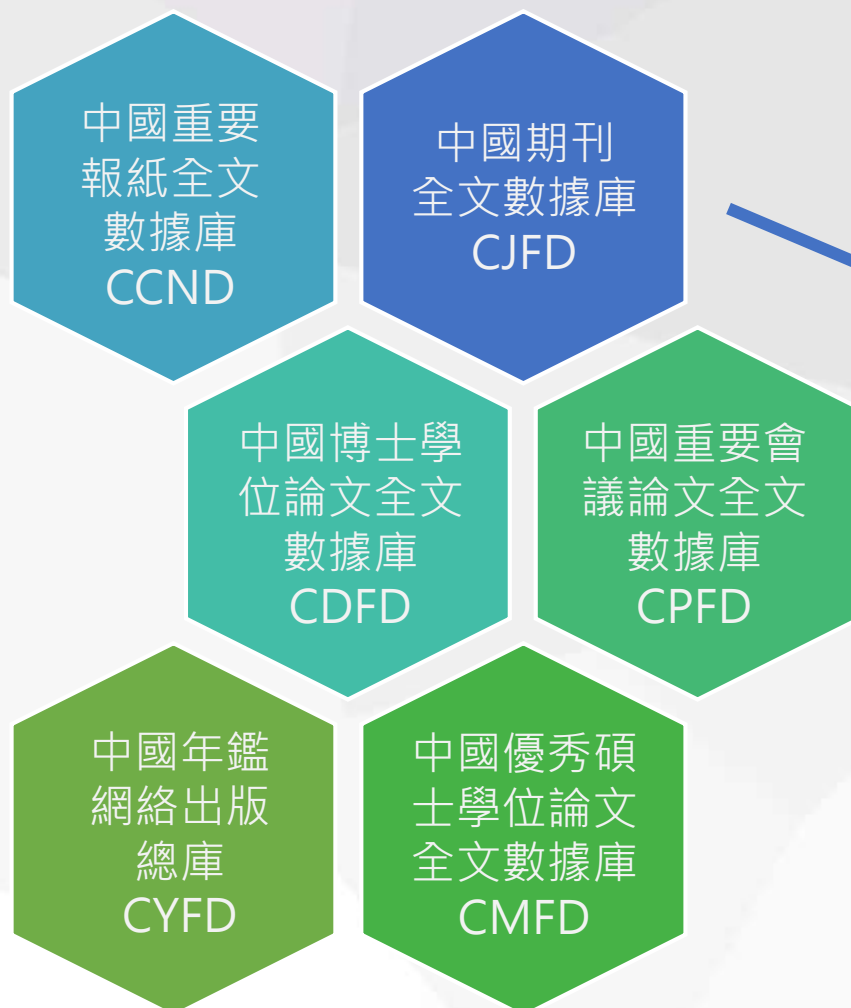 中國重要
報紙全文
數據庫
CCND
中國期刊
全文數據庫
CJFD
中國博士學
位論文全文
數據庫
CDFD
中國重要會
議論文全文
數據庫
CPFD
中國年鑑
網絡出版
總庫
CYFD
中國優秀碩
士學位論文
全文數據庫
CMFD